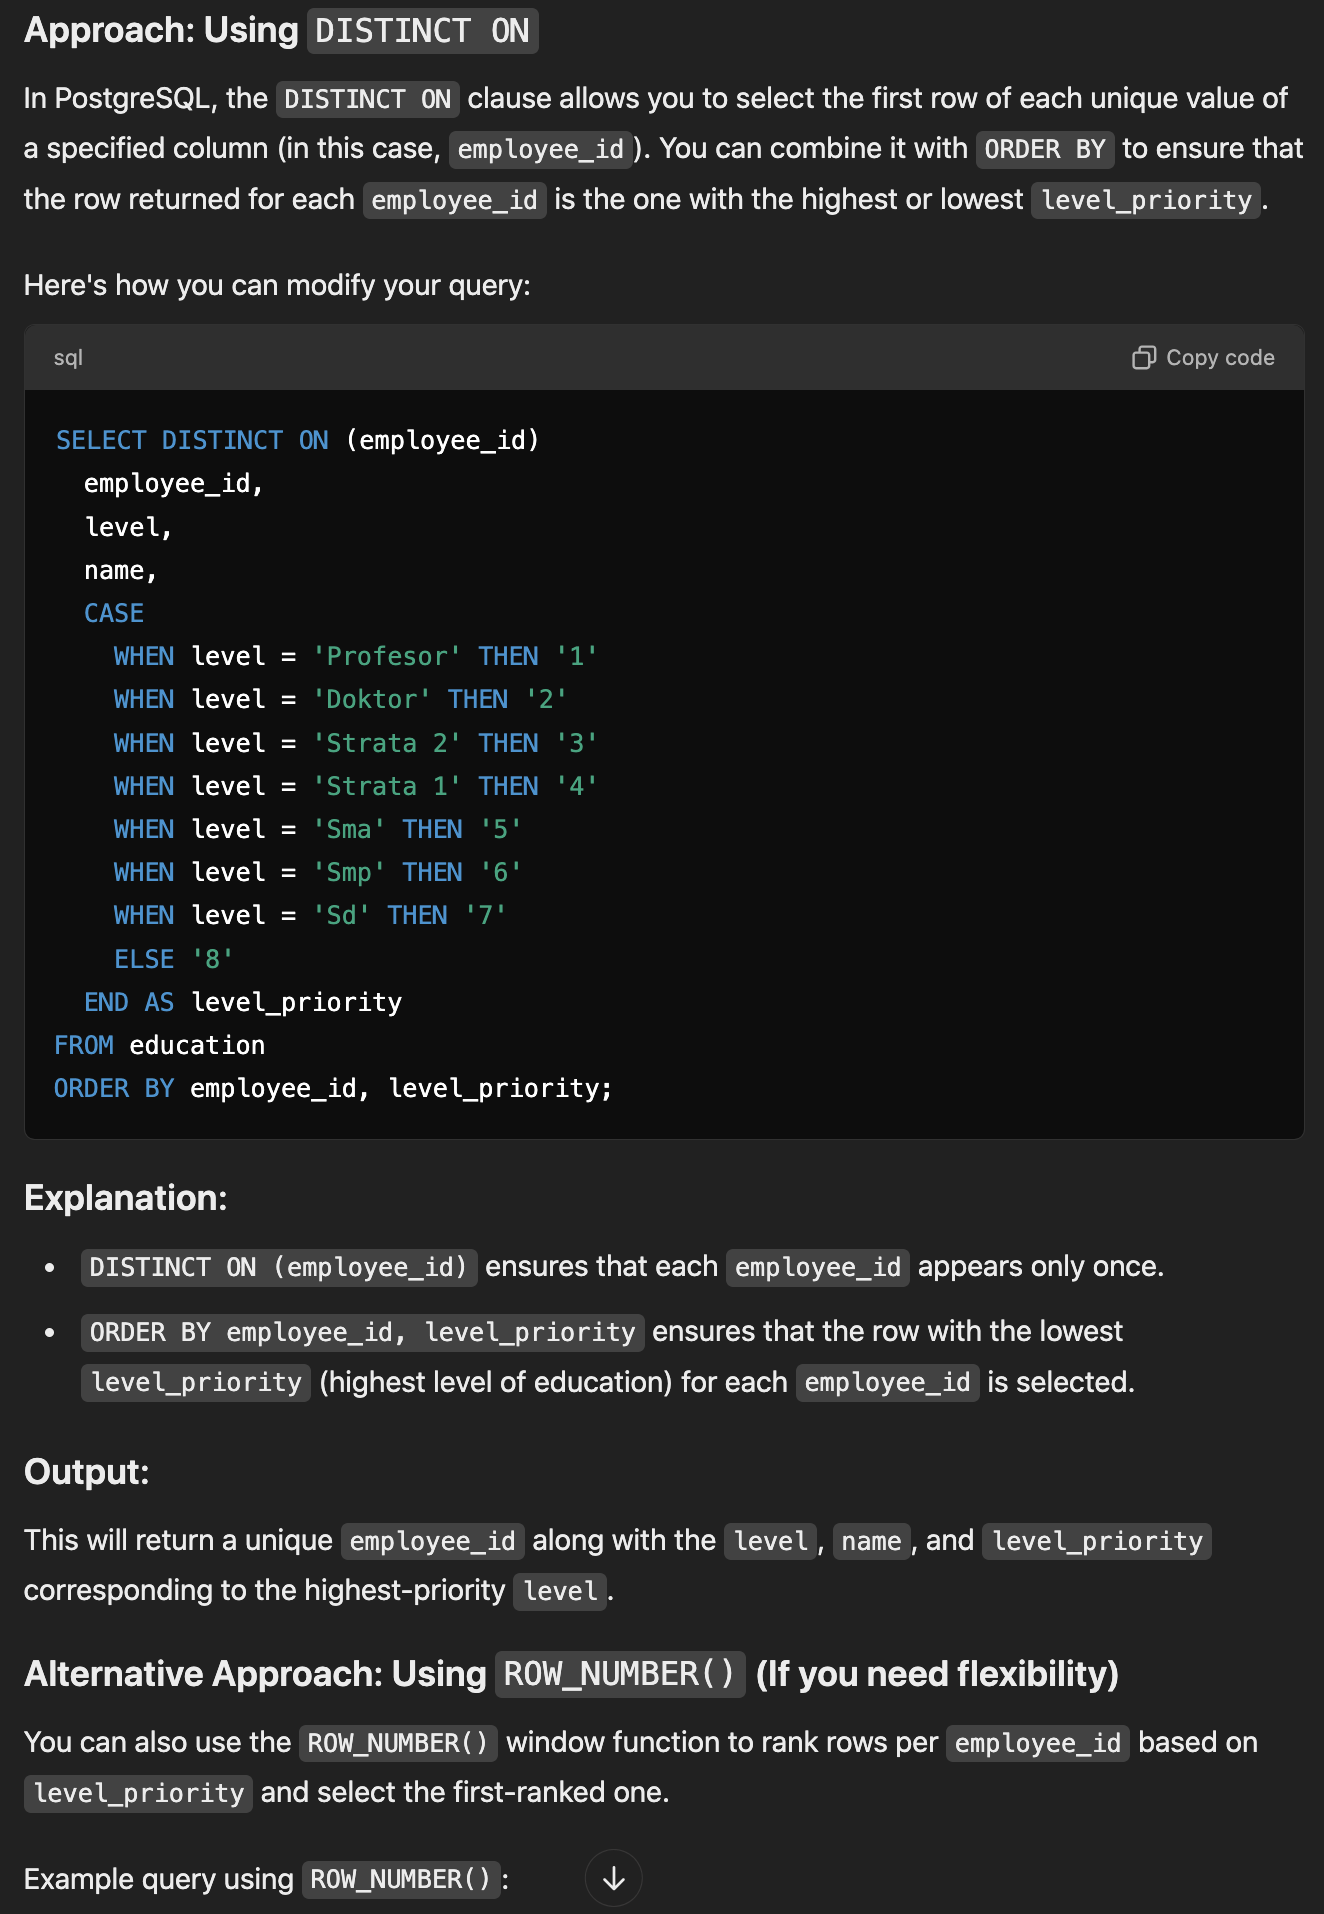 Approach: Using DISTINCT ON
In PostgreSQL, the DISTINCT ON clause allows you to select the first row of each unique value of
a specified column (in this case, employee_id). You can combine it with ORDER BY to ensure that
the row returned for each employee_id is the one with the highest or lowest level_priority.
Here's how you can modify your query:
sql
Copy code
SELECT DISTINCT ON (employee_id)
  employee_id,
  level,
  name,
  CASE
    WHEN level = 'Profesor' THEN '1'
    WHEN level = 'Doktor' THEN '2'
    WHEN level = 'Strata 2' THEN '3'
    WHEN level = 'Strata 1' THEN '4'
    WHEN level = 'Sma' THEN '5'
    WHEN level = 'Smp' THEN '6'
    WHEN level = 'Sd' THEN '7'
    ELSE '8'
  END AS level_priority
FROM education
ORDER BY employee_id, level_priority;
Explanation:
• DISTINCT ON (employee_id) ensures that each employee_id appears only once.
• ORDER BY employee_id, level_priority ensures that the row with the lowest
level_priority (highest level of education) for each employee_id is selected.
Output:
This will return a unique employee_id along with the level, name, and level_priority
corresponding to the highest-priority level.
Alternative Approach: Using ROW_NUMBER() (If you need flexibility)
You can also use the ROW_NUMBER() window function to rank rows per employee_id based on
level_priority and select the first-ranked one.
Example query using ROW_NUMBER():